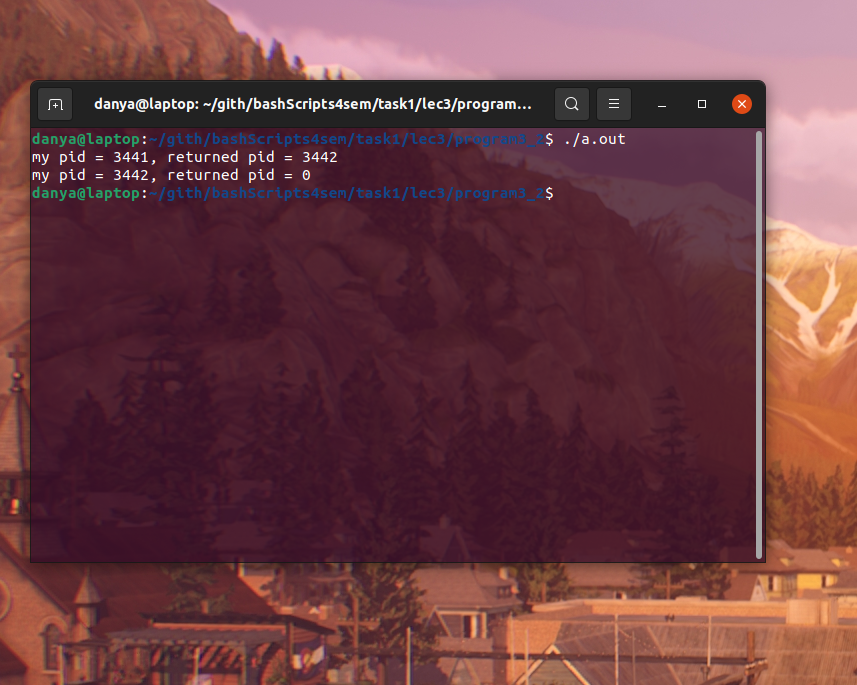 danya@laptop: ~/gith/bashScripts4sem/task1/lec3/program...
danya@laptop:~/gith/bashScripts4sem/task1/lec3/program3_2$ ./a.out
my pid = 3441, returned pid = 3442
my pid = 3442, returned pid = 0
danya@laptop:~/gith/bashScripts4sem/task1/lec3/program3_2$